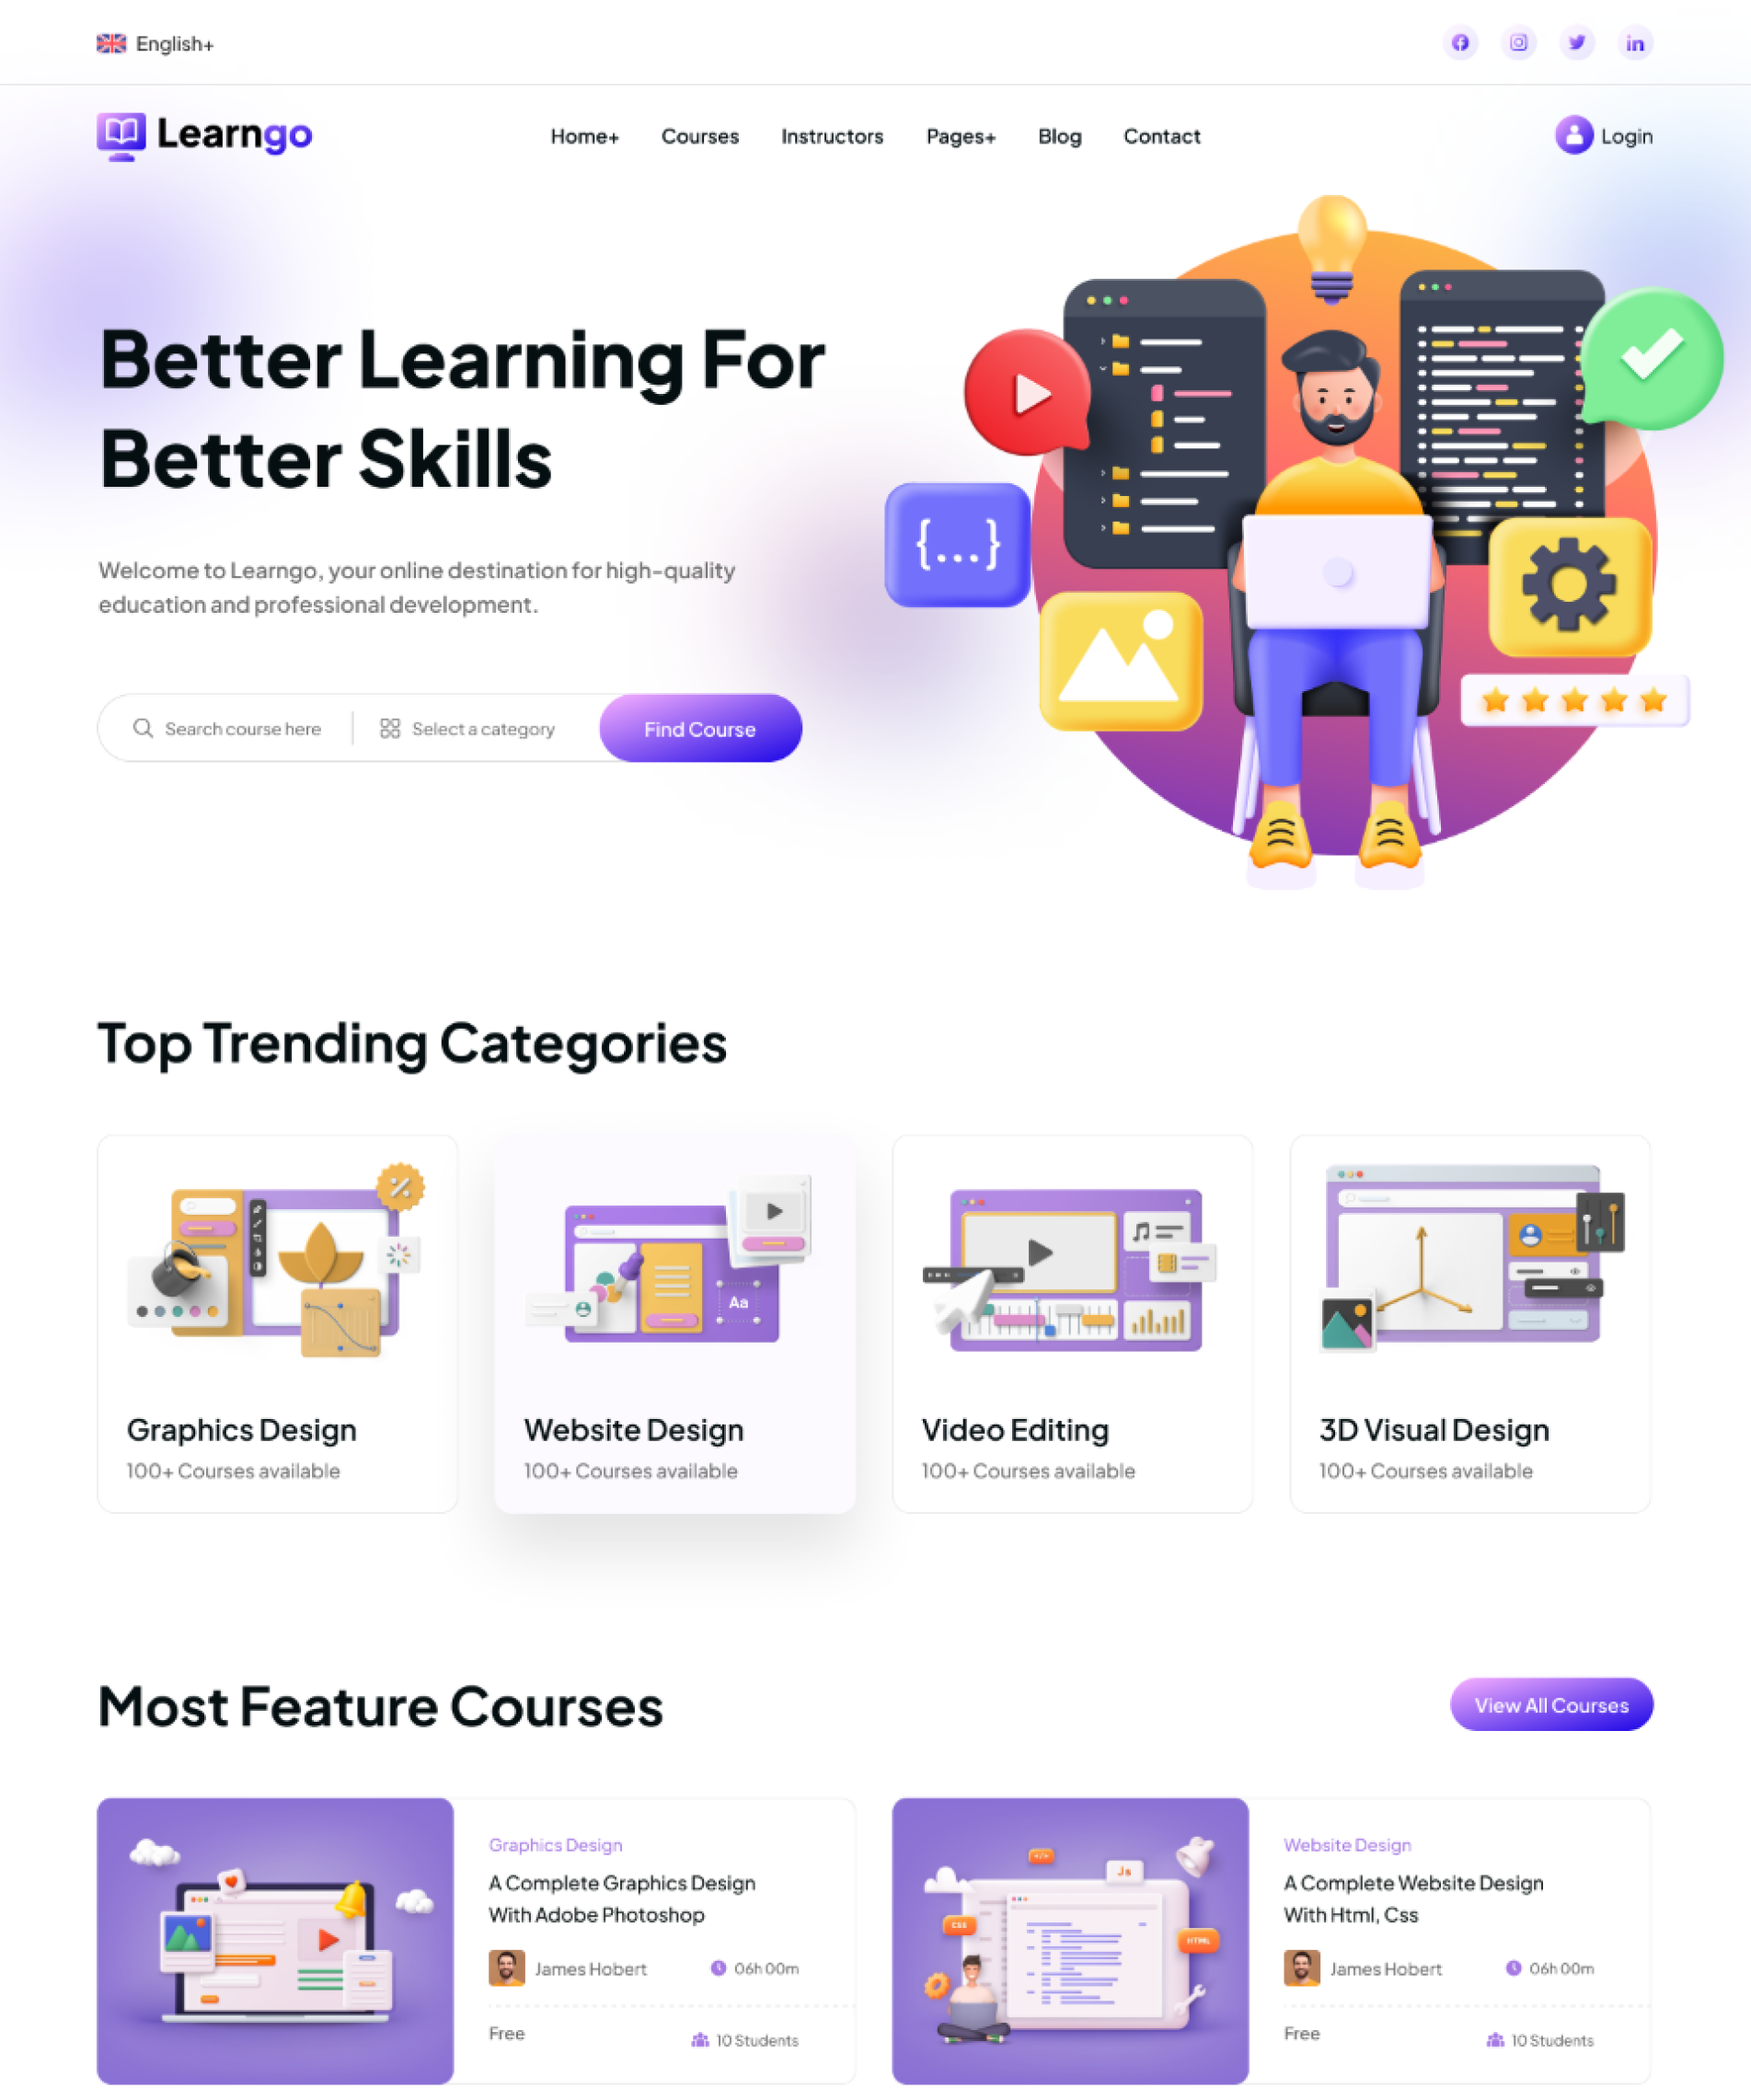 English+
Learngo
Home+ Courses Instructors Pages+ Blog Contact
Login
Better Learning For
Better Skills
Welcome to Learngo, your online destination for high-quality
education and professional development.
Search course here
Select a category
Find Course
{...}
Top Trending Categories
Graphics Design
100+ Courses available
Aa
Website Design
100+ Courses available
Video Editing
100+ Courses available
3D Visual Design
100+ Courses available
Most Feature Courses
View All Courses
Graphics Design
A Complete Graphics Design
With Adobe Photoshop
James Hobert
06h 00m
Free
10 Students
</>
Js
CSS
HTML
Website Design
A Complete Website Design
With Html, Css
James Hobert
06h 00m
Free
10 Students